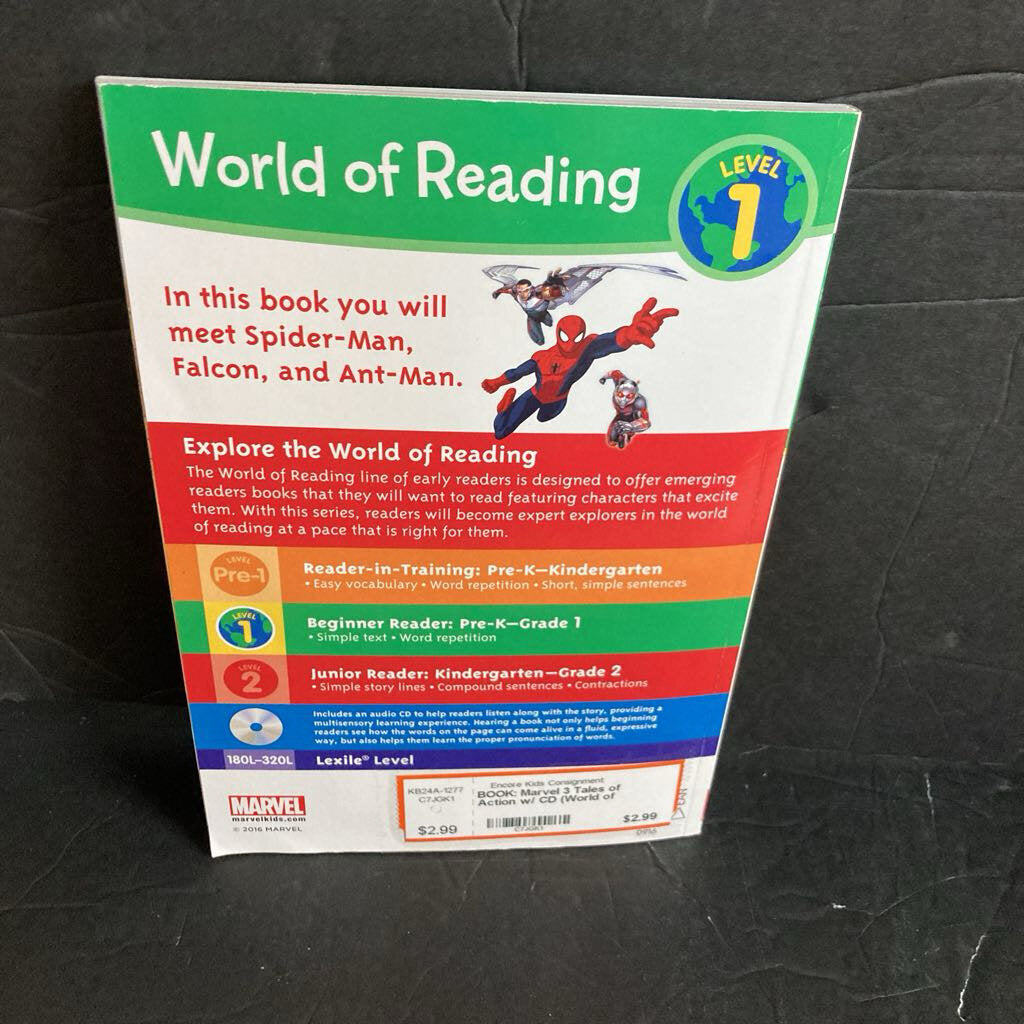 World of Reading
LEVEL
1
In this book you will
meet Spider-Man,
Falcon, and Ant-Man.
Explore the World of Reading
The World of Reading line of early readers is designed to offer emerging
readers books that they will want to read featuring characters that excite
them. With this series, readers will become expert explorers in the world
of reading at a pace that is right for them.
LEVEL
Pre-1
Reader-in-Training: Pre-K—Kindergarten
• Easy vocabulary • Word repetition • Short, simple sentences
LEVEL
1
Beginner Reader: Pre-K—Grade 1
• Simple text • Word repetition
LEVEL
2
Junior Reader: Kindergarten—Grade 2
• Simple story lines • Compound sentences • Contractions
Includes an audio CD to help readers listen along with the story, providing a
multisensory learning experience. Hearing a book not only helps beginning
readers see how the words on the page can come alive in a fluid, expressive
way, but also helps them learn the proper pronunciation of words.
180L–320L Lexile® Level
MARVEL
marvelkids.com
© 2016 MARVEL
KB24A-1277
C7JGK1
$2.99
Encore Kids Consignment
BOOK: Marvel 3 Tales of
Action w/ CD (World of
$2.99
C7JGK1
EAN